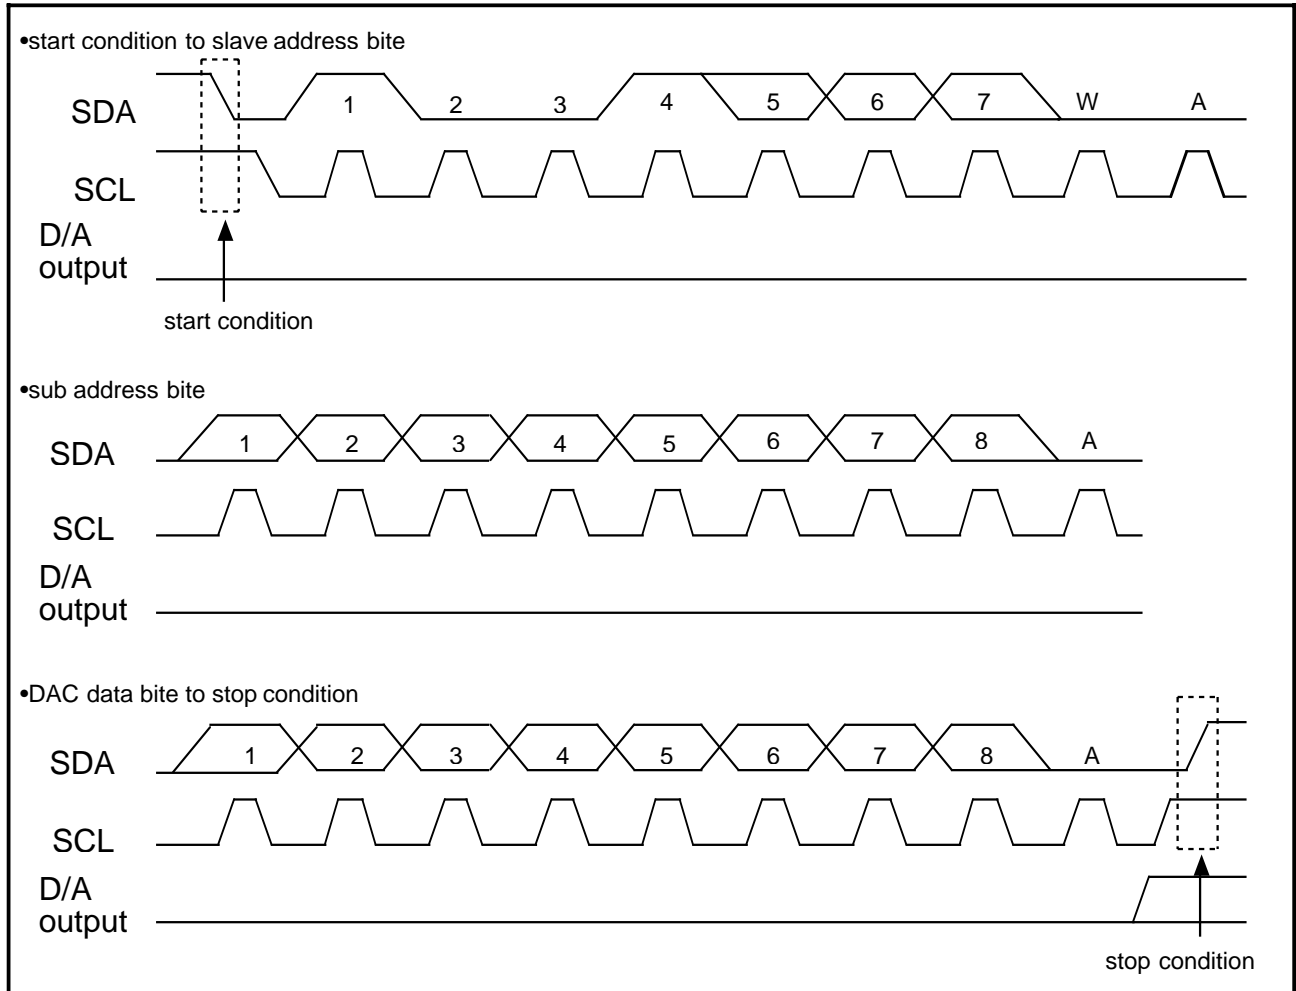 •start condition to slave address bite
SDA 1 2 3 4 5 6 7 W A
SCL
D/A
output
start condition
•sub address bite
SDA 1 2 3 4 5 6 7 8 A
SCL
D/A
output
•DAC data bite to stop condition
SDA 1 2 3 4 5 6 7 8 A
SCL
D/A
output
stop condition